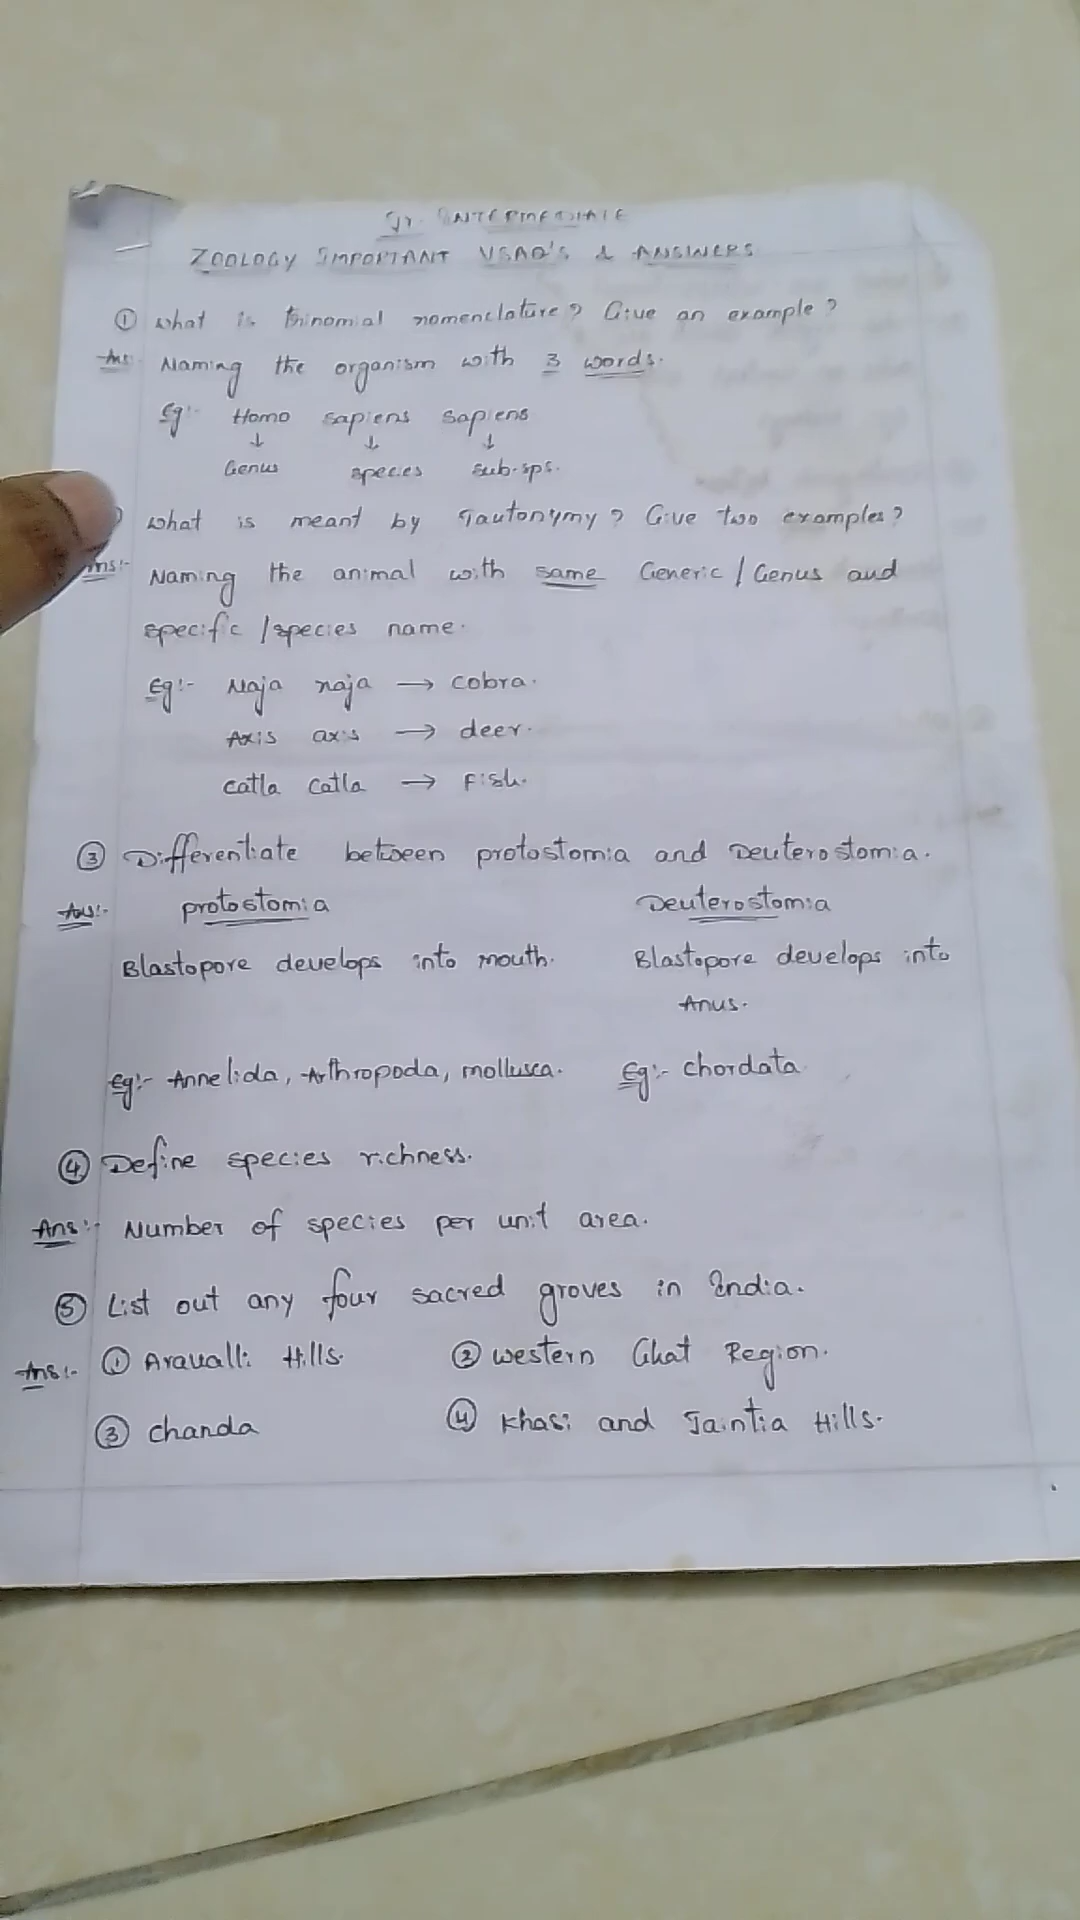 Jr. INTERMEDIATE
ZOOLOGY IMPORTANT VSAQ'S & ANSWERS
① What is Trinomial nomenclature? Give an example?
Ans:- Naming the organism with 3 words.
Eg:- Homo sapiens sapiens
↓ ↓ ↓
Genus species sub.sps.
What is meant by Tautonymy? Give two examples?
Ans:- Naming the animal with same Generic / Genus and
specific / species name.
Eg:- Naja naja → cobra.
Axis axis → deer.
catla catla → Fish.
③ Differentiate between protostomia and Deuterostomia.
Ans:- protostomia Deuterostomia
Blastopore develops into mouth. Blastopore develops into
Anus.
Eg:- Annelida, Arthropoda, mollusca. Eg:- chordata
④ Define species richness.
Ans:- Number of species per unit area.
⑤ List out any four sacred groves in India.
Ans:- ① Aravalli Hills. ② western Ghat Region.
③ chanda ④ Khasi and Jaintia Hills.